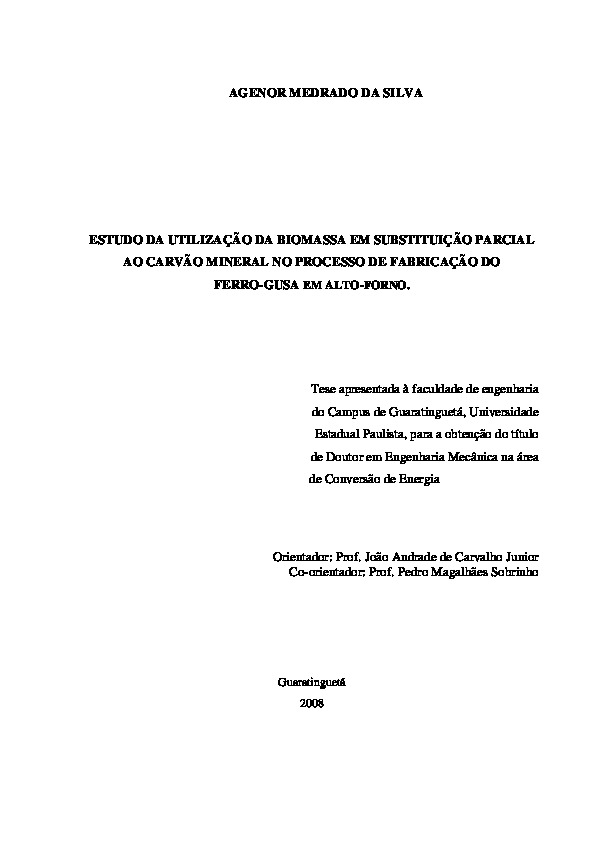 AGENOR MEDRADO DA SILVA
ESTUDO DA UTILIZAÇÃO DA BIOMASSA EM SUBSTITUIÇÃO PARCIAL
AO CARVÃO MINERAL NO PROCESSO DE FABRICAÇÃO DO
FERRO-GUSA EM ALTO-FORNO.
Tese apresentada à faculdade de engenharia
do Campus de Guaratinguetá, Universidade
Estadual Paulista, para a obtenção do título
de Doutor em Engenharia Mecânica na área
de Conversão de Energia
Orientador: Prof. João Andrade de Carvalho Junior
Co-orientador: Prof. Pedro Magalhães Sobrinho
Guaratinguetá
2008